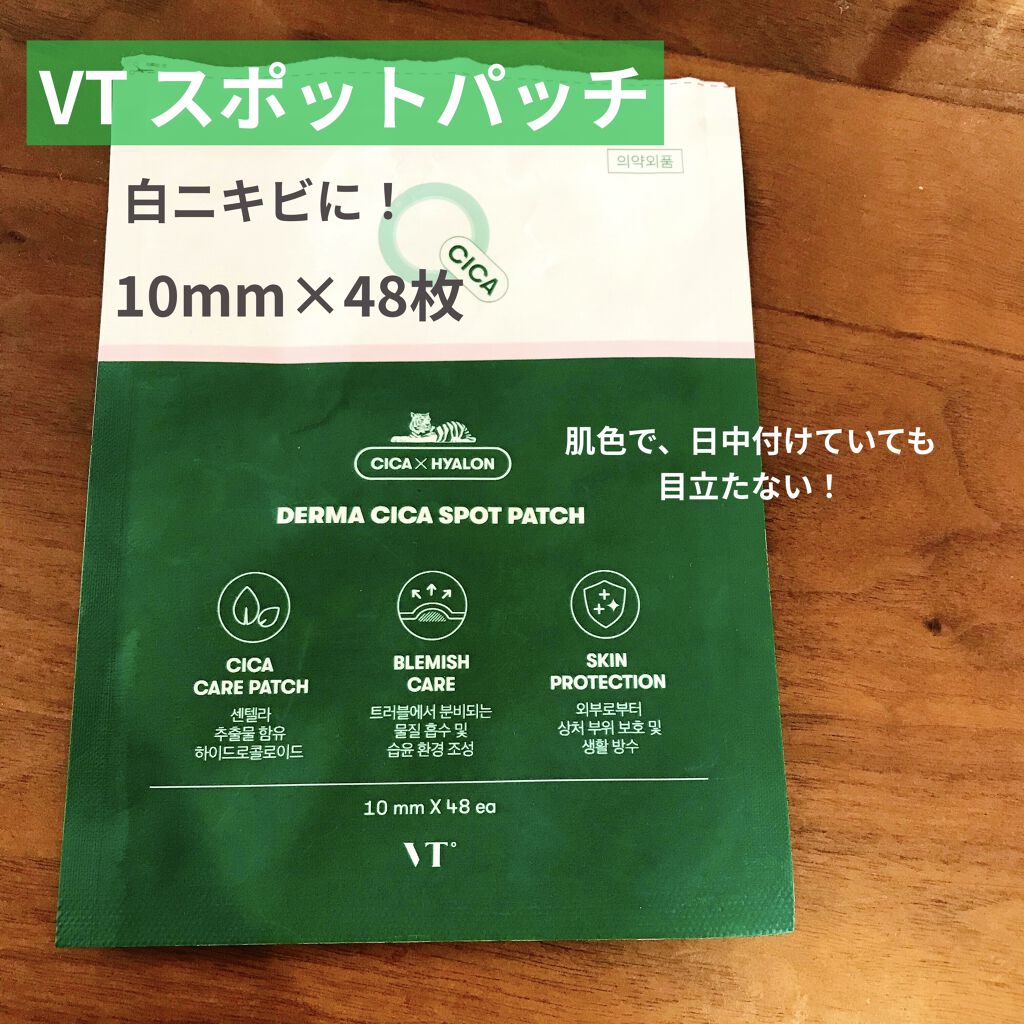 VT スポットパッチ
의약외품
白ニキビに！
CICA
10mm×48枚
CICA×HYALON
肌色で、日中付けていても
目立たない！
DERMA CICA SPOT PATCH
CICA
CARE PATCH
센텔라
추출물 함유
하이드로콜로이드
BLEMISH
CARE
트러블에서 분비되는
물질 흡수 및
습윤 환경 조성
SKIN
PROTECTION
외부로부터
상처 부위 보호 및
생활 방수
10 mm X 48 ea
VT°